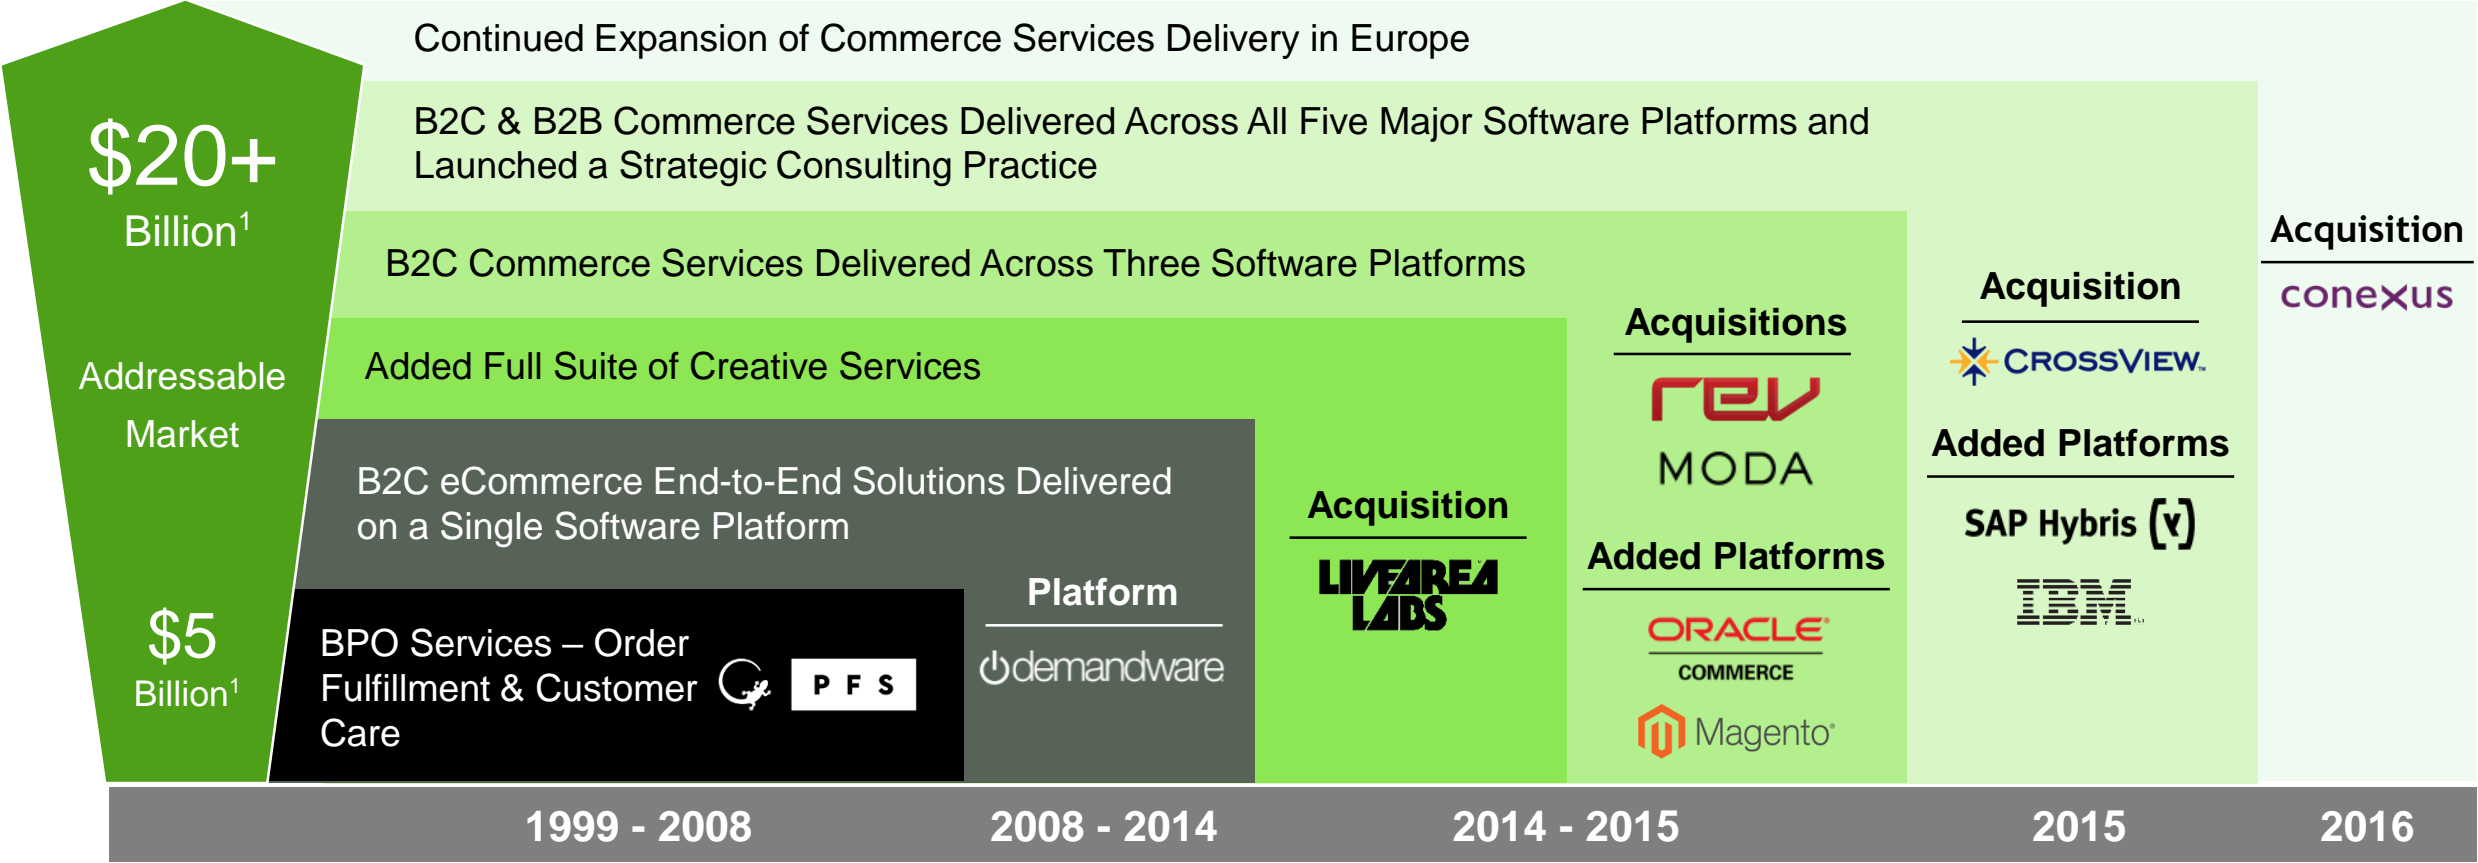 Continued Expansion of Commerce Services Delivery in Europe
B2C & B2B Commerce Services Delivered Across All Five Major Software Platforms and
Launched a Strategic Consulting Practice
$20+
Billion¹
Addressable
Market
$5
Billion¹
B2C Commerce Services Delivered Across Three Software Platforms
Added Full Suite of Creative Services
B2C eCommerce End-to-End Solutions Delivered
on a Single Software Platform
BPO Services – Order
Fulfillment & Customer
Care
PFS
Platform
demandware
Acquisition
LIVEAREA
LABS
Acquisitions
rev
MODA
Added Platforms
ORACLE®
COMMERCE
Magento®
Acquisition
CROSSVIEW™
Added Platforms
SAP Hybris (y)
IBM
Acquisition
conexus
1999 - 2008
2008 - 2014
2014 - 2015
2015
2016